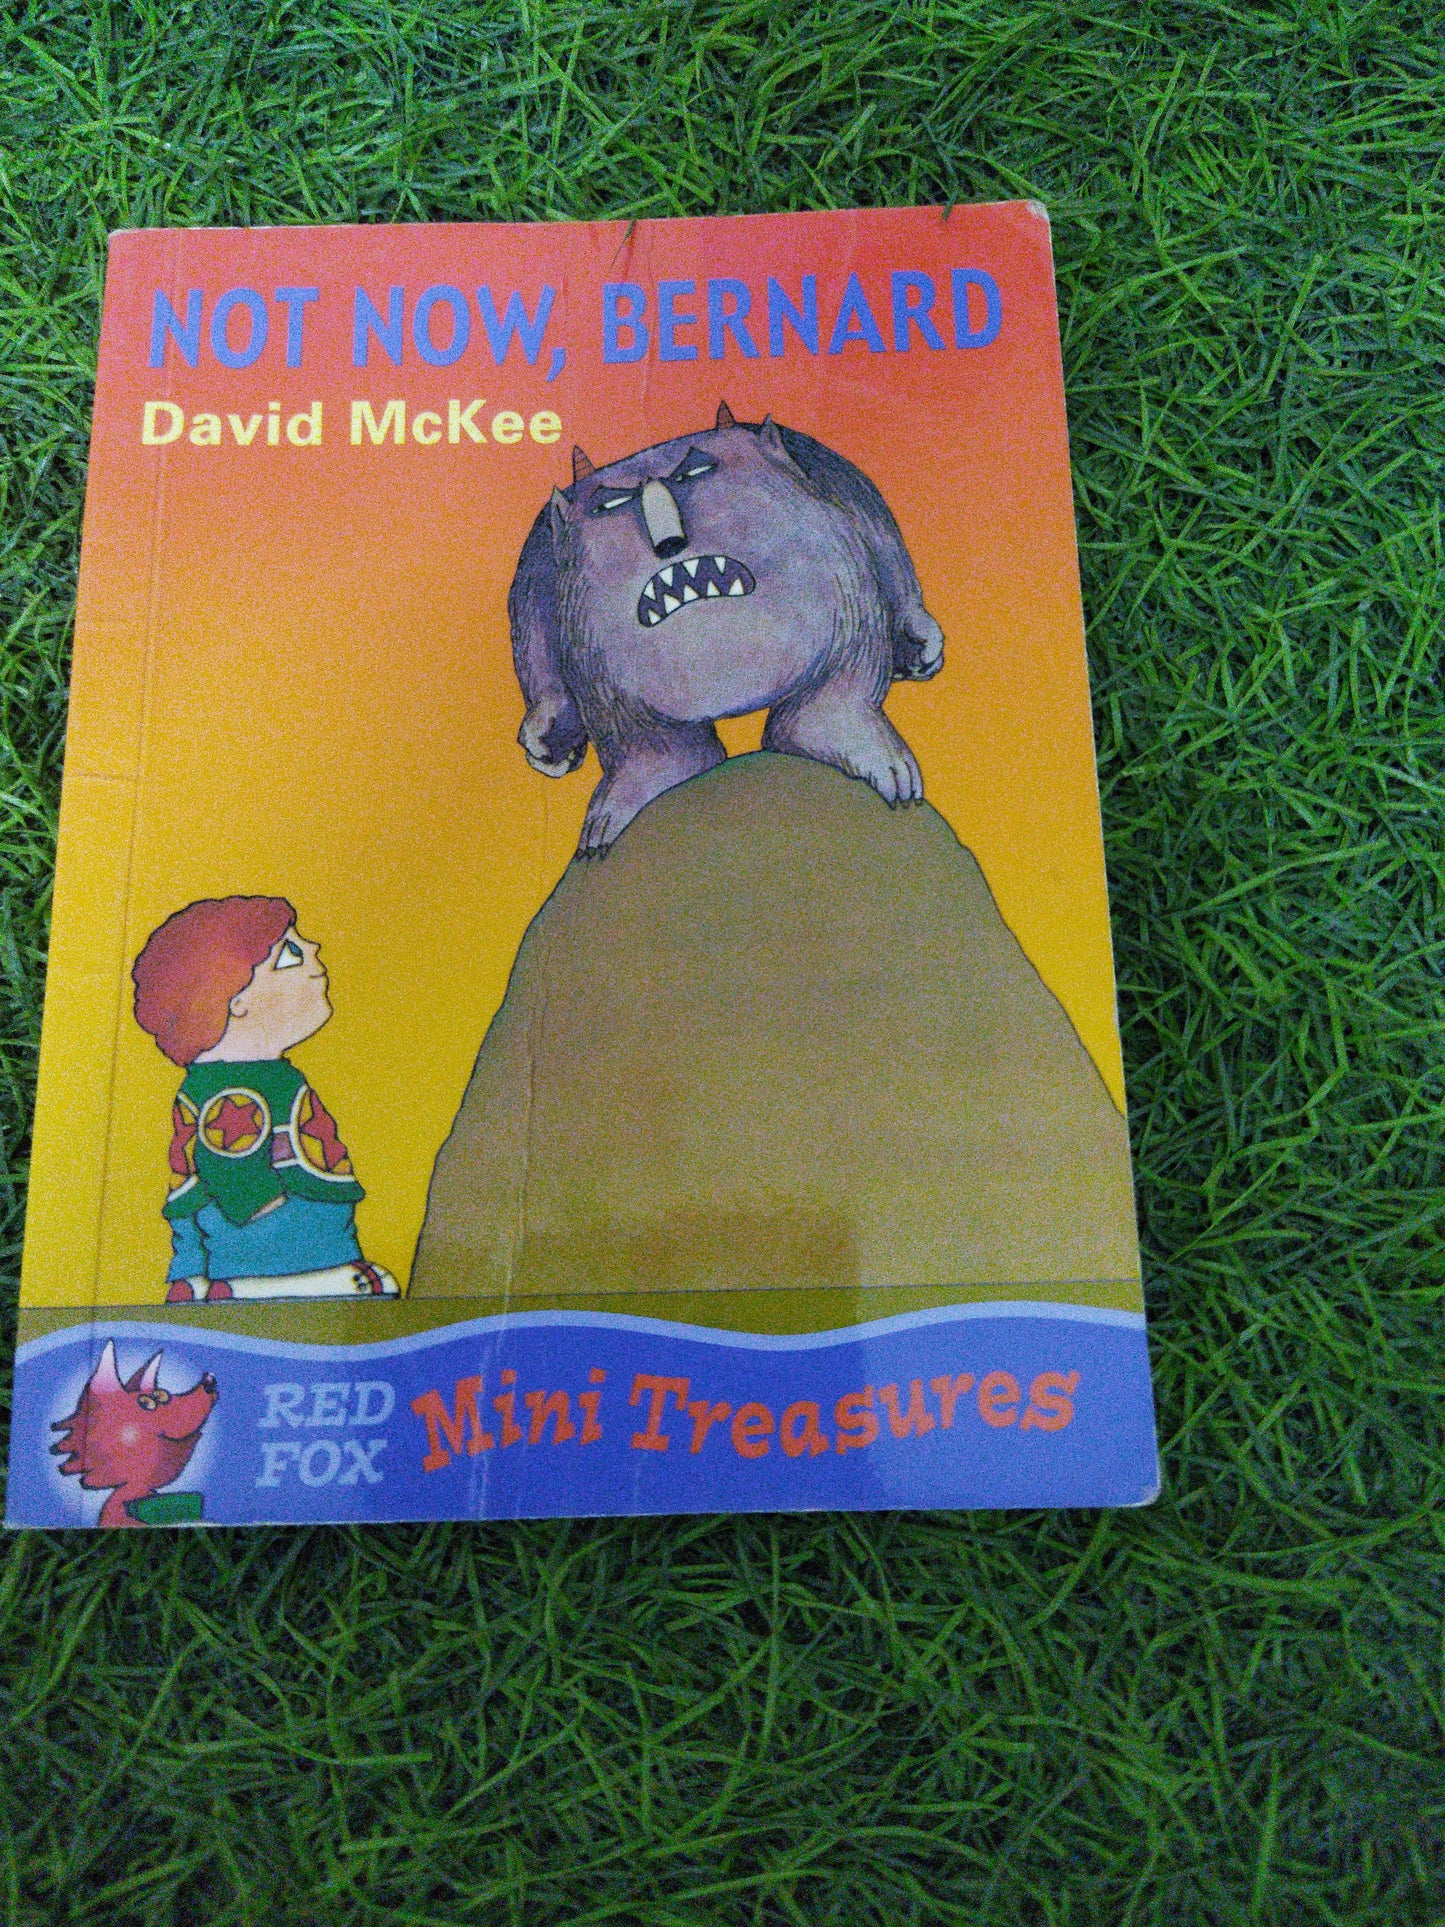 NOT NOW, BERNARD
David McKee
RED
FOX
Mini Treasures